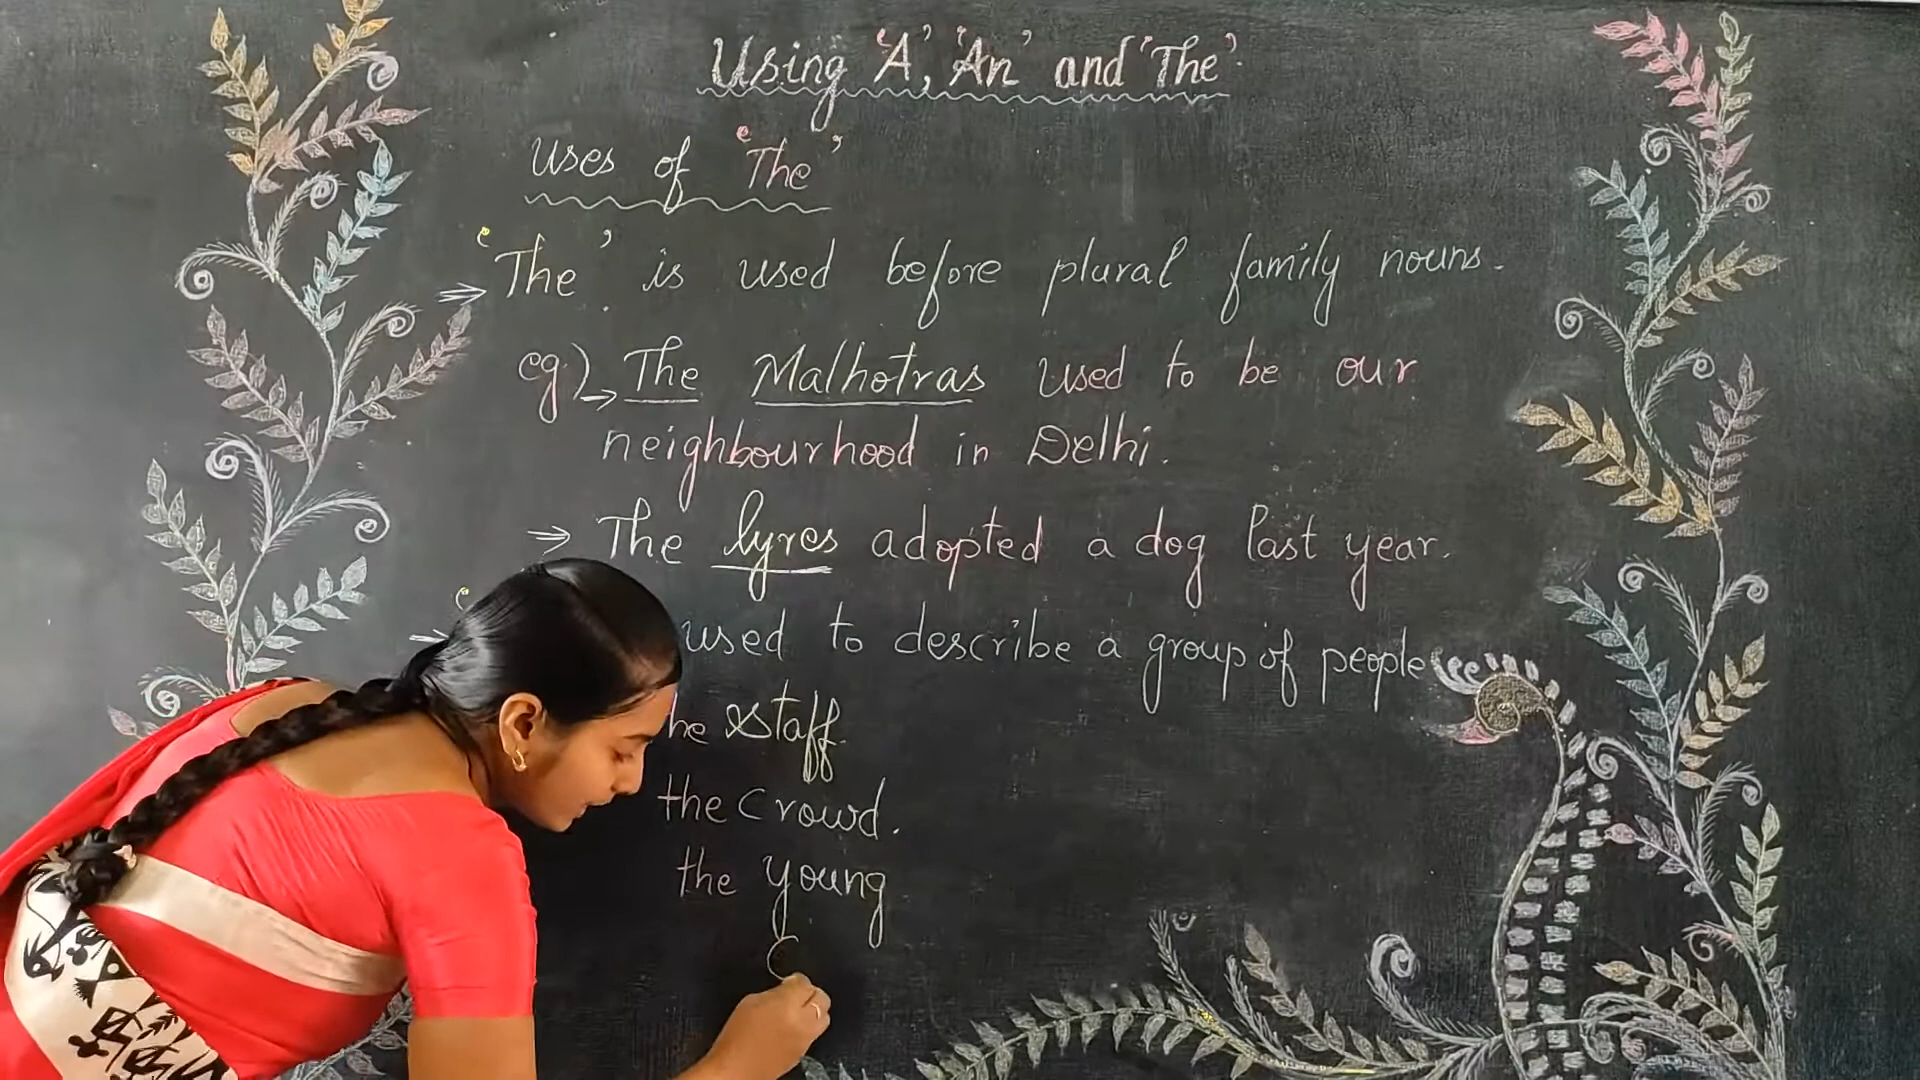 Using 'A', 'An' and 'The'.
Uses of 'The'
⇒ 'The' is used before plural family nouns.
eg) → The Malhotras used to be our
neighbourhood in Delhi.
⇒ The lyres adopted a dog last year.
used to describe a group of people
he staff.
the crowd.
the young